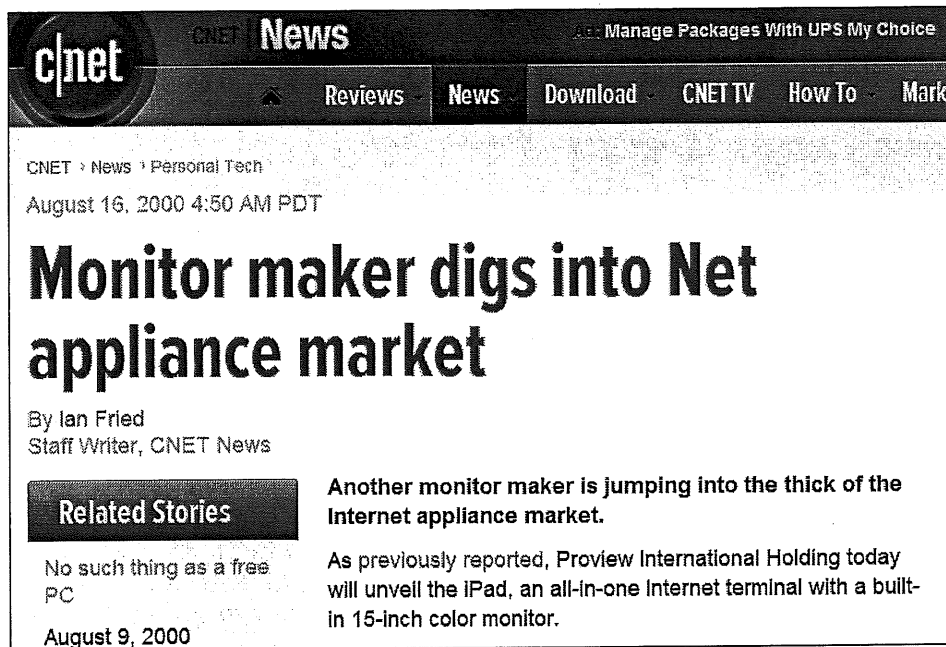 c|net
CNET News
Manage Packages With UPS My Choice
Reviews News Download CNET TV How To Mark
CNET › News › Personal Tech
August 16, 2000 4:50 AM PDT
Monitor maker digs into Net
appliance market
By Ian Fried
Staff Writer, CNET News
Related Stories
No such thing as a free
PC
August 9, 2000
Another monitor maker is jumping into the thick of the
Internet appliance market.
As previously reported, Proview International Holding today
will unveil the iPad, an all-in-one Internet terminal with a built-
in 15-inch color monitor.